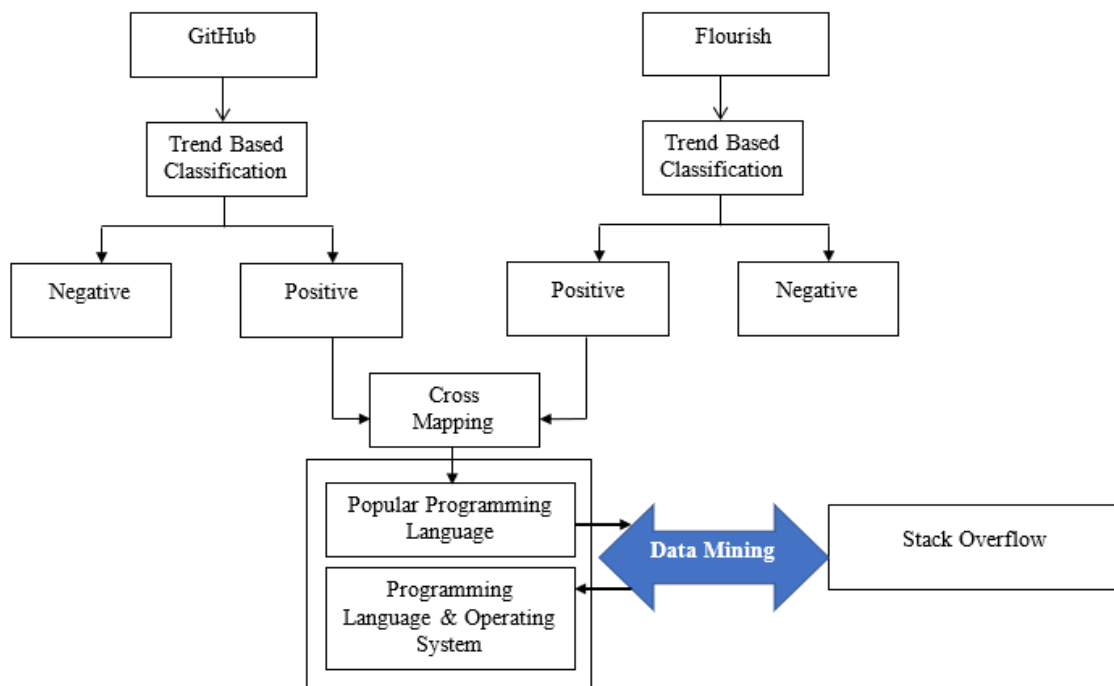 GitHub
Flourish
Trend Based
Classification
Trend Based
Classification
Negative
Positive
Positive
Negative
Cross
Mapping
Popular Programming
Language
Data Mining
Stack Overflow
Programming
Language & Operating
System